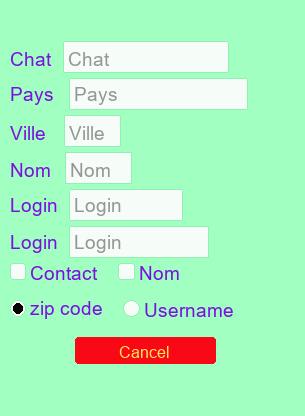 Chat Chat
Pays Pays
Ville Ville
Nom Nom
Login Login
Login Login
Contact Nom
zip code Username
Cancel